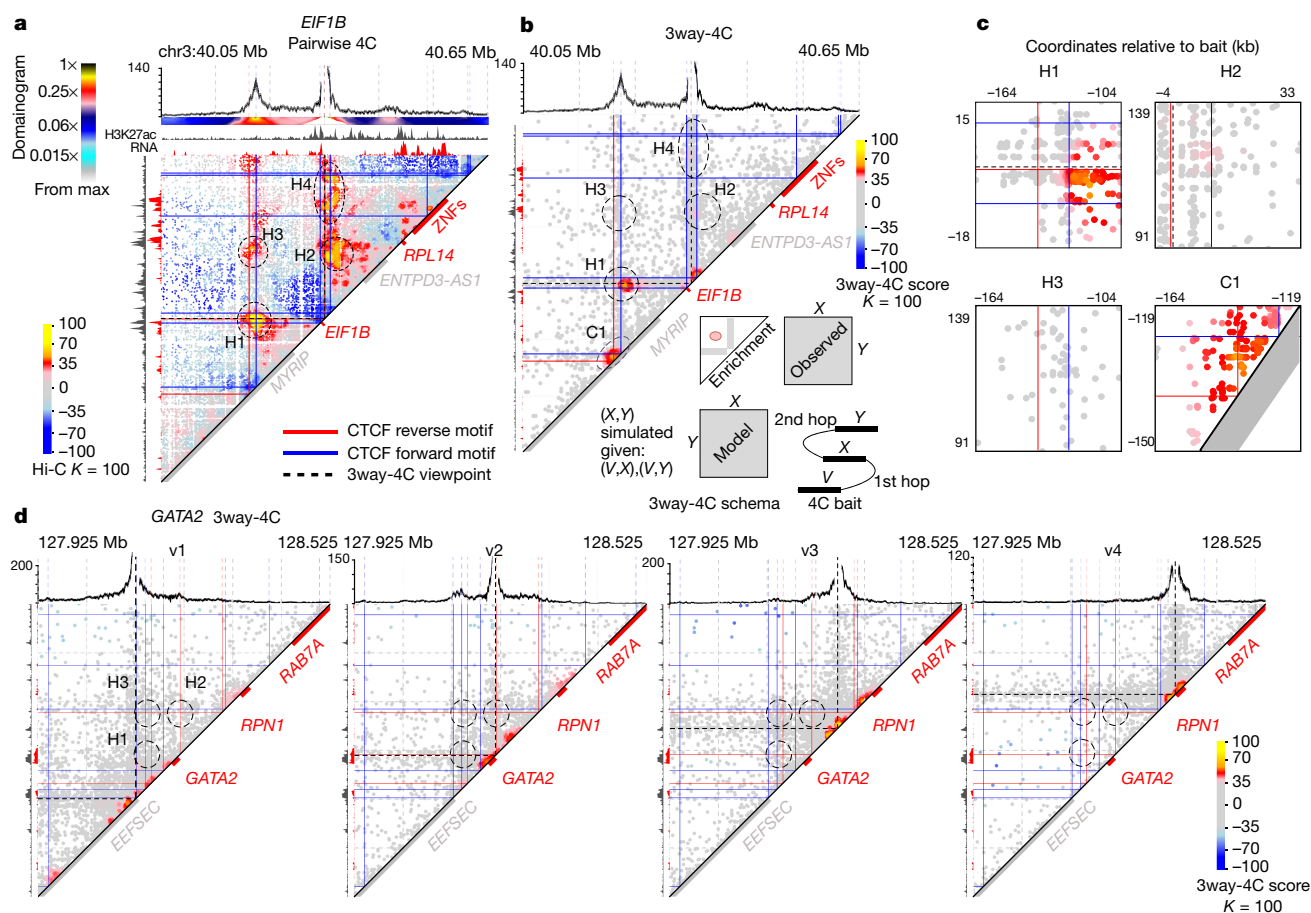 a
EIF1B
Pairwise 4C
chr3:40.05 Mb
40.65 Mb
140
Domainogram
1×
0.25×
0.06×
0.015×
From max
H3K27ac
RNA
H4
H3
H2
H1
ZNFs
RPL14
ENTPD3-AS1
EIF1B
MYRIP
100
70
35
0
−35
−70
−100
Hi-C K = 100
CTCF reverse motif
CTCF forward motif
3way-4C viewpoint
b
3way-4C
40.05 Mb
40.65 Mb
140
H4
H3
H2
H1
C1
ZNFs
RPL14
ENTPD3-AS1
EIF1B
MYRIP
100
70
35
0
−35
−70
−100
3way-4C score
K = 100
Enrichment
X
Observed
Y
X
Model
Y
(X,Y)
simulated
given:
(V,X),(V,Y)
2nd hop
Y
X
V
1st hop
3way-4C schema
4C bait
c
Coordinates relative to bait (kb)
H1
−164
−104
15
−18
H2
−4
33
139
91
H3
−164
−104
139
91
C1
−164
−119
−119
−150
d
GATA2 3way-4C
127.925 Mb
v1
128.525
200
H3
H2
H1
RAB7A
RPN1
GATA2
EEFSEC
127.925 Mb
v2
128.525
150
RAB7A
RPN1
GATA2
EEFSEC
127.925 Mb
v3
128.525
200
RAB7A
RPN1
GATA2
EEFSEC
127.925 Mb
v4
128.525
120
RAB7A
RPN1
GATA2
EEFSEC
100
70
35
0
−35
−70
−100
3way-4C score
K = 100